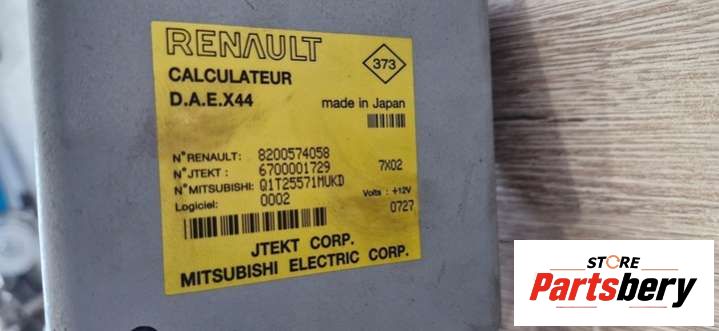 RENAULT
373
CALCULATEUR
D.A.E.X44
made in Japan
N°RENAULT: 8200574058
N°JTEKT : 6700001729 7X02
N°MITSUBISHI: Q1T25571MUKD
Volts : +12V
Logiciel: 0002
0727
JTEKT CORP.
MITSUBISHI ELECTRIC CORP.
STORE
Partsbery